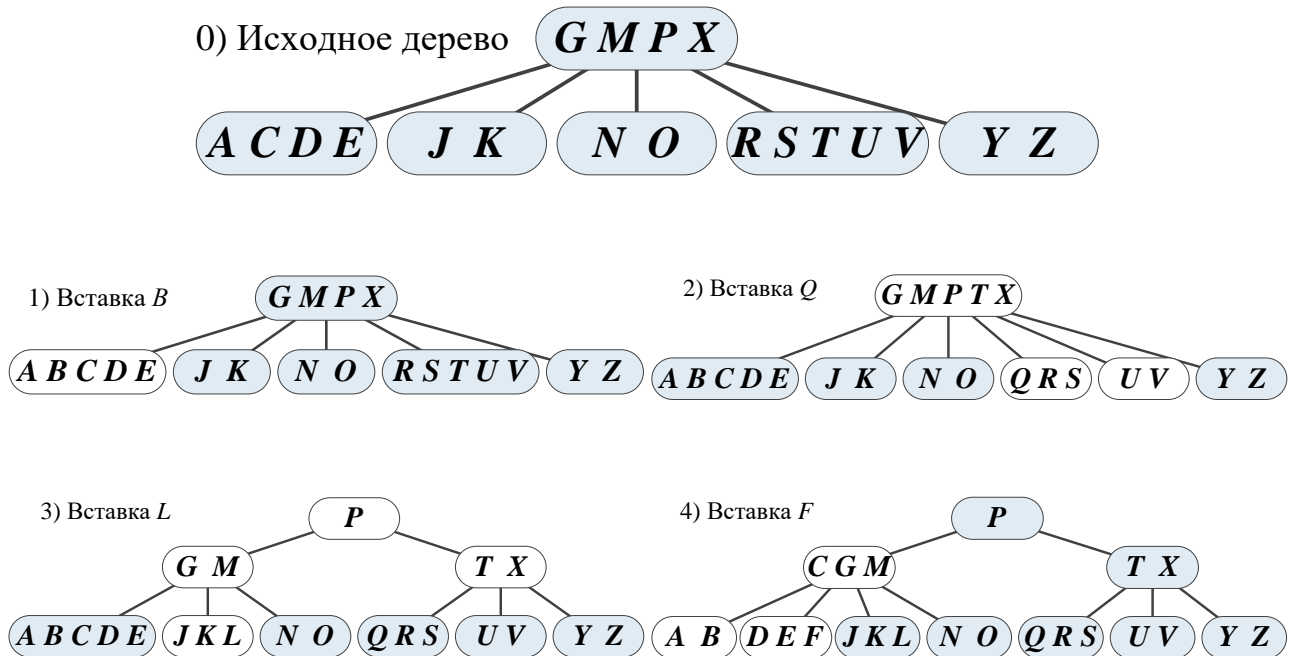 0) Исходное дерево
G M P X
A C D E J K N O R S T U V Y Z
1) Вставка B
G M P X
A B C D E J K N O R S T U V Y Z
2) Вставка Q
G M P T X
A B C D E J K N O Q R S U V Y Z
3) Вставка L
P
G M T X
A B C D E J K L N O Q R S U V Y Z
4) Вставка F
P
C G M T X
A B D E F J K L N O Q R S U V Y Z